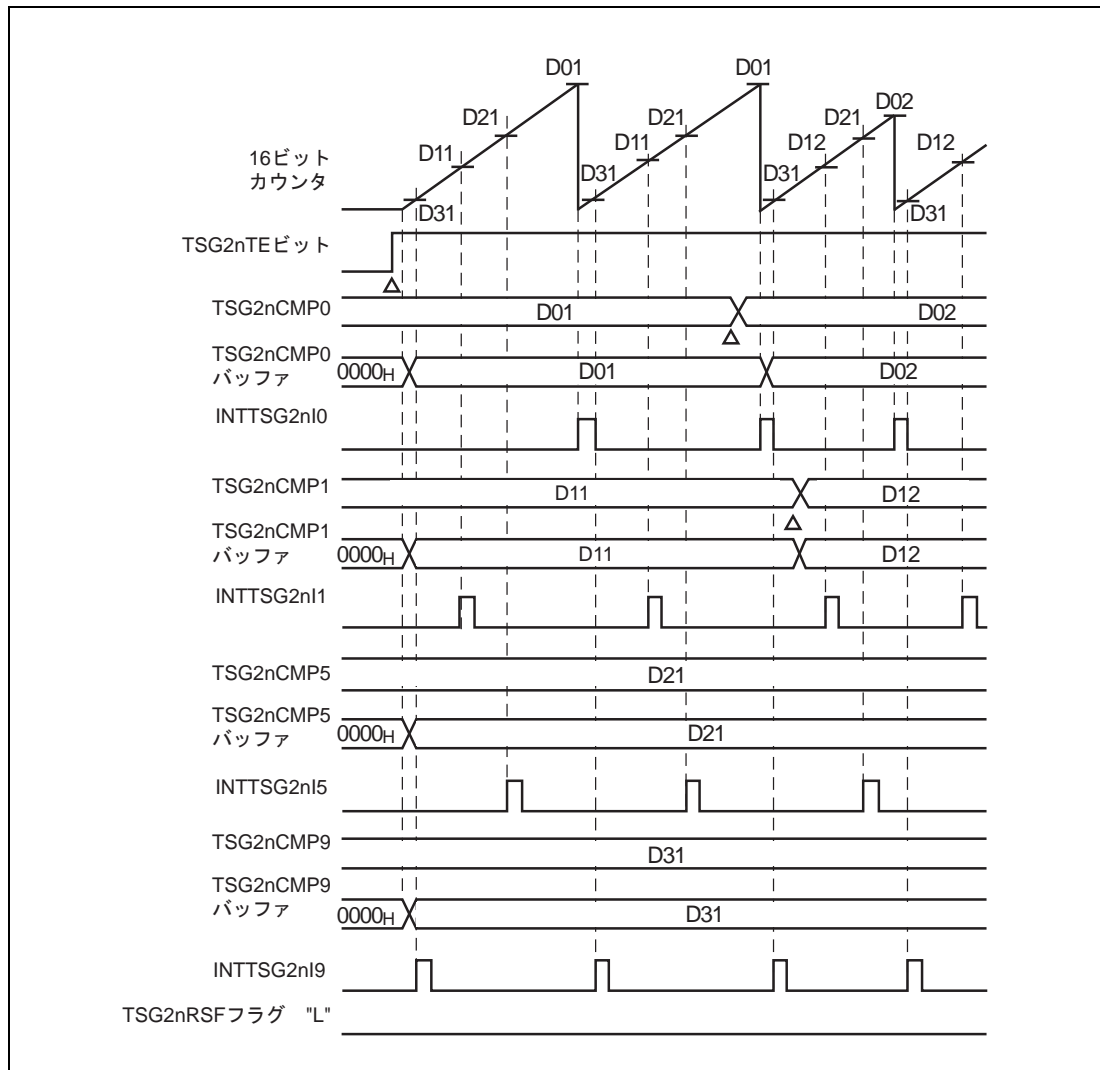 D01 D01
D21 D21 D21 D02
16ビット D11 D11 D12 D12
カウンタ
D31 D31 D31 D31
TSG2nTEビット
TSG2nCMP0 D01 D02
TSG2nCMP0
バッファ 0000H D01 D02
INTTSG2nI0
TSG2nCMP1 D11 D12
TSG2nCMP1
バッファ 0000H D11 D12
INTTSG2nI1
TSG2nCMP5 D21
TSG2nCMP5
バッファ 0000H D21
INTTSG2nI5
TSG2nCMP9 D31
TSG2nCMP9
バッファ 0000H D31
INTTSG2nI9
TSG2nRSFフラグ "L"